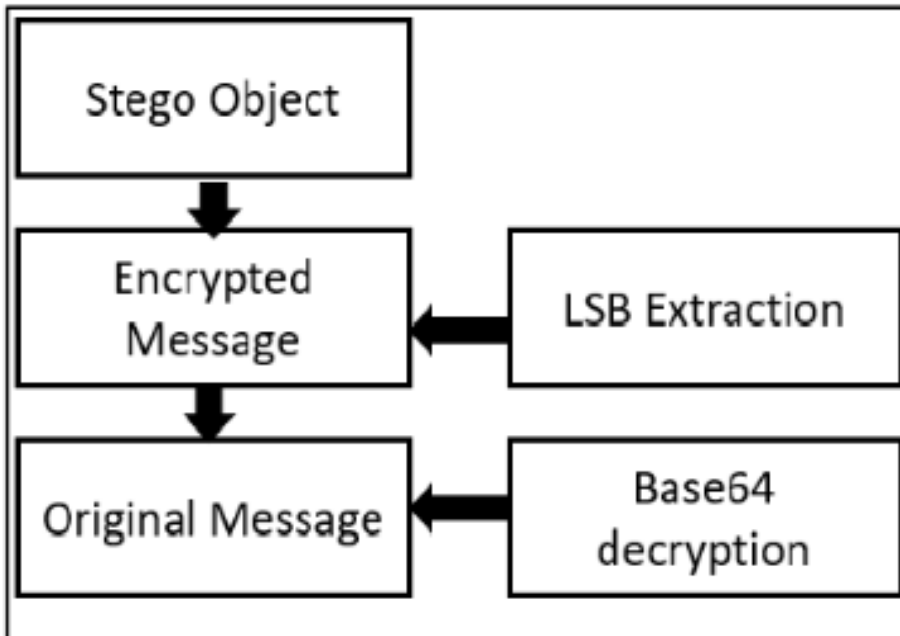 Stego Object
Encrypted
Message
LSB Extraction
Original Message
Base64
decryption